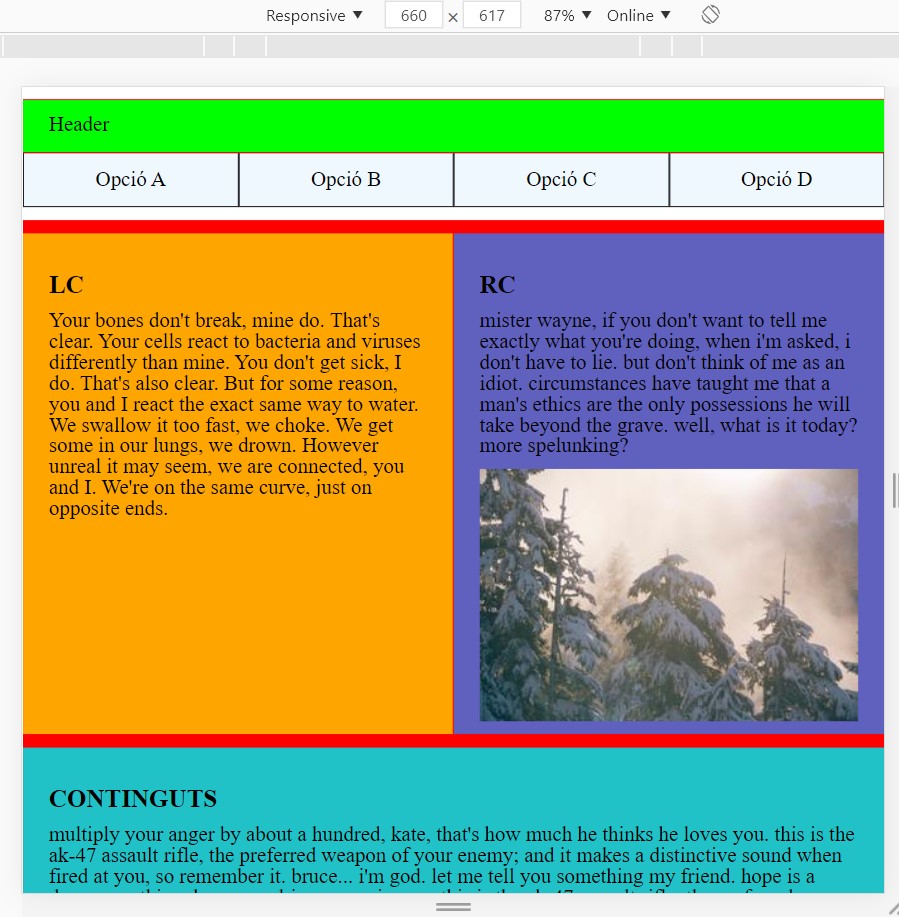 Responsive ▼ 660 × 617 87% ▼ Online ▼
Header
Opció A Opció B Opció C Opció D
LC
Your bones don't break, mine do. That's
clear. Your cells react to bacteria and viruses
differently than mine. You don't get sick, I
do. That's also clear. But for some reason,
you and I react the exact same way to water.
We swallow it too fast, we choke. We get
some in our lungs, we drown. However
unreal it may seem, we are connected, you
and I. We're on the same curve, just on
opposite ends.
RC
mister wayne, if you don't want to tell me
exactly what you're doing, when i'm asked, i
don't have to lie. but don't think of me as an
idiot. circumstances have taught me that a
man's ethics are the only possessions he will
take beyond the grave. well, what is it today?
more spelunking?
CONTINGUTS
multiply your anger by about a hundred, kate, that's how much he thinks he loves you. this is the
ak-47 assault rifle, the preferred weapon of your enemy; and it makes a distinctive sound when
fired at you, so remember it. bruce... i'm god. let me tell you something my friend. hope is a